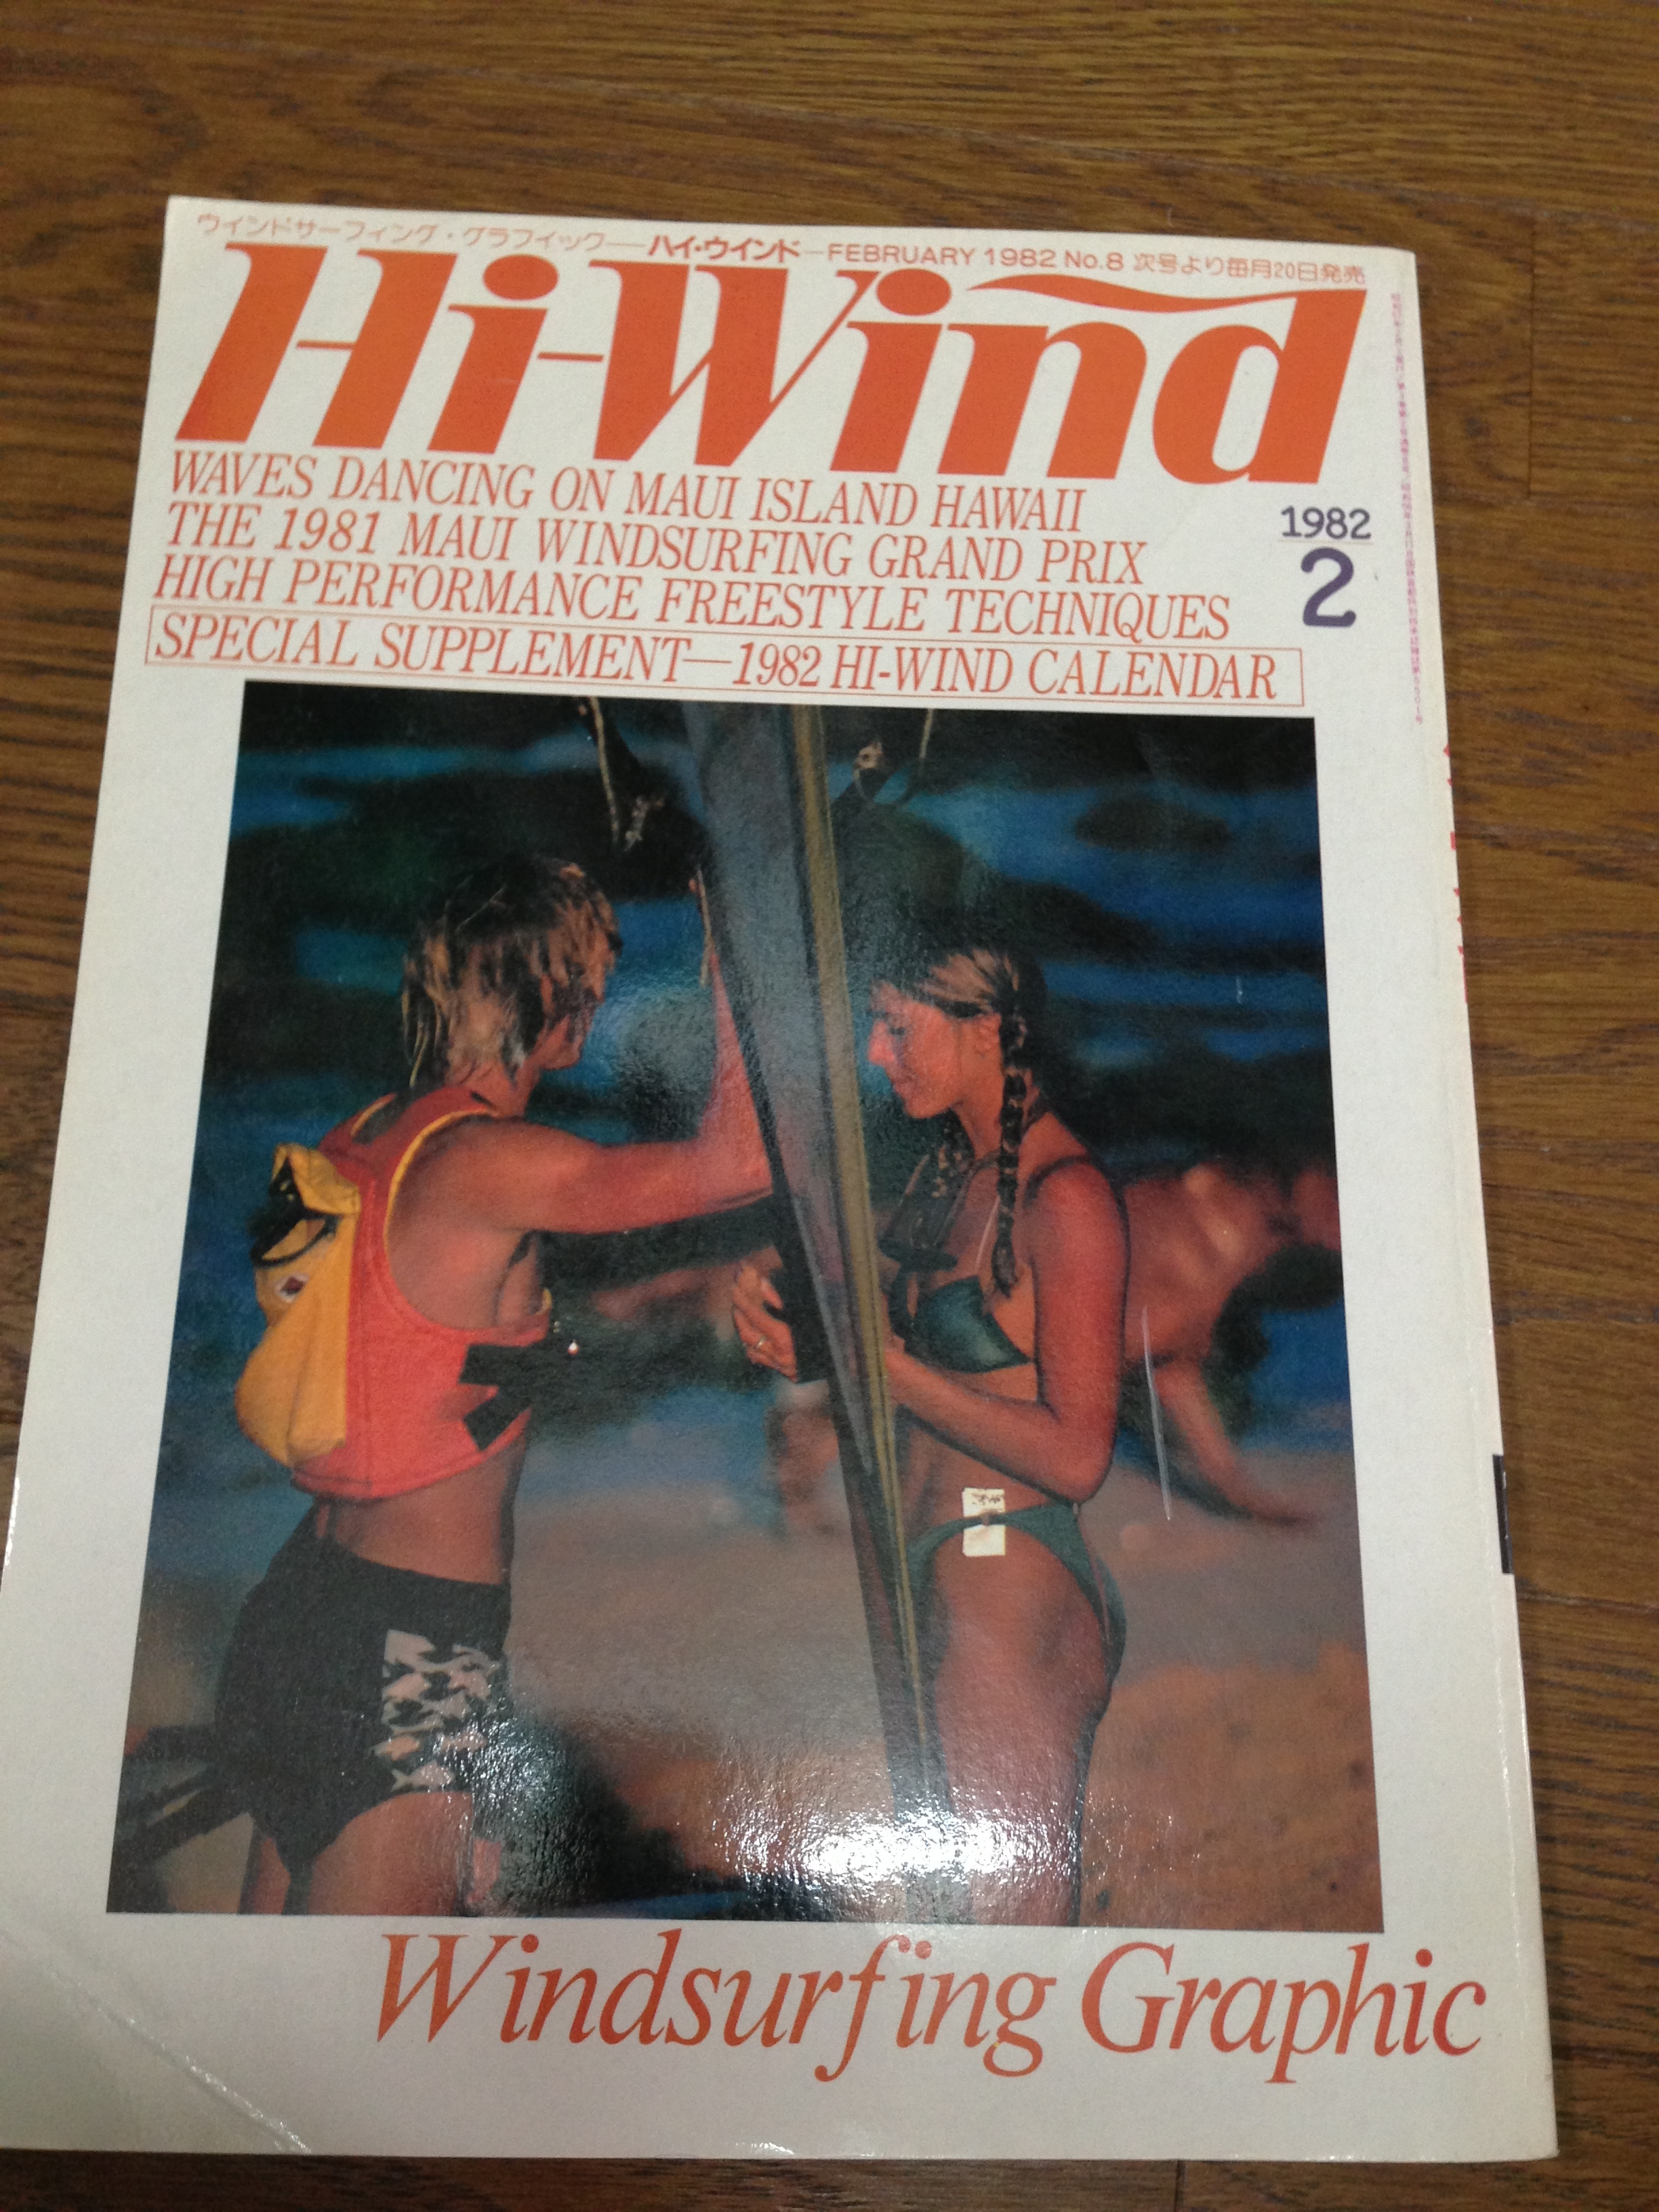 ウインドサーフィング・グラフィック—ハイ・ウインド—FEBRUARY 1982 No.8 次号より毎月20日発売
Hi-Wind
WAVES DANCING ON MAUI ISLAND HAWAII
THE 1981 MAUI WINDSURFING GRAND PRIX
HIGH PERFORMANCE FREESTYLE TECHNIQUES
SPECIAL SUPPLEMENT—1982 HI-WIND CALENDAR
1982
2
Windsurfing Graphic